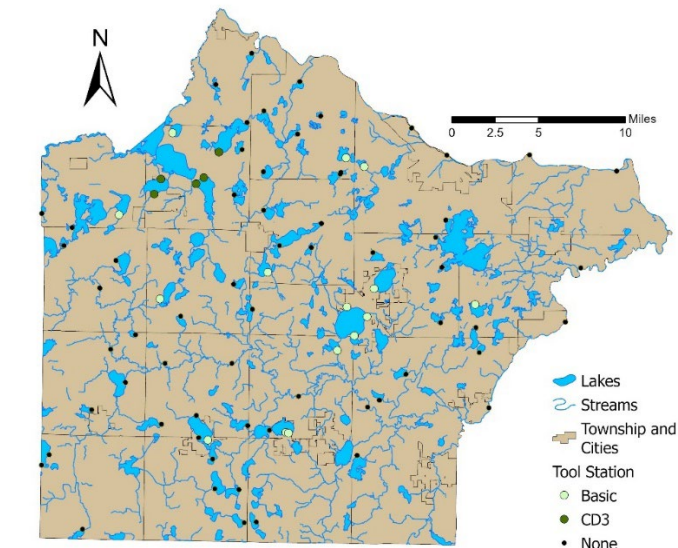 N
Miles
0 2.5 5 10
Lakes
Streams
Township and
Cities
Tool Station
Basic
CD3
None